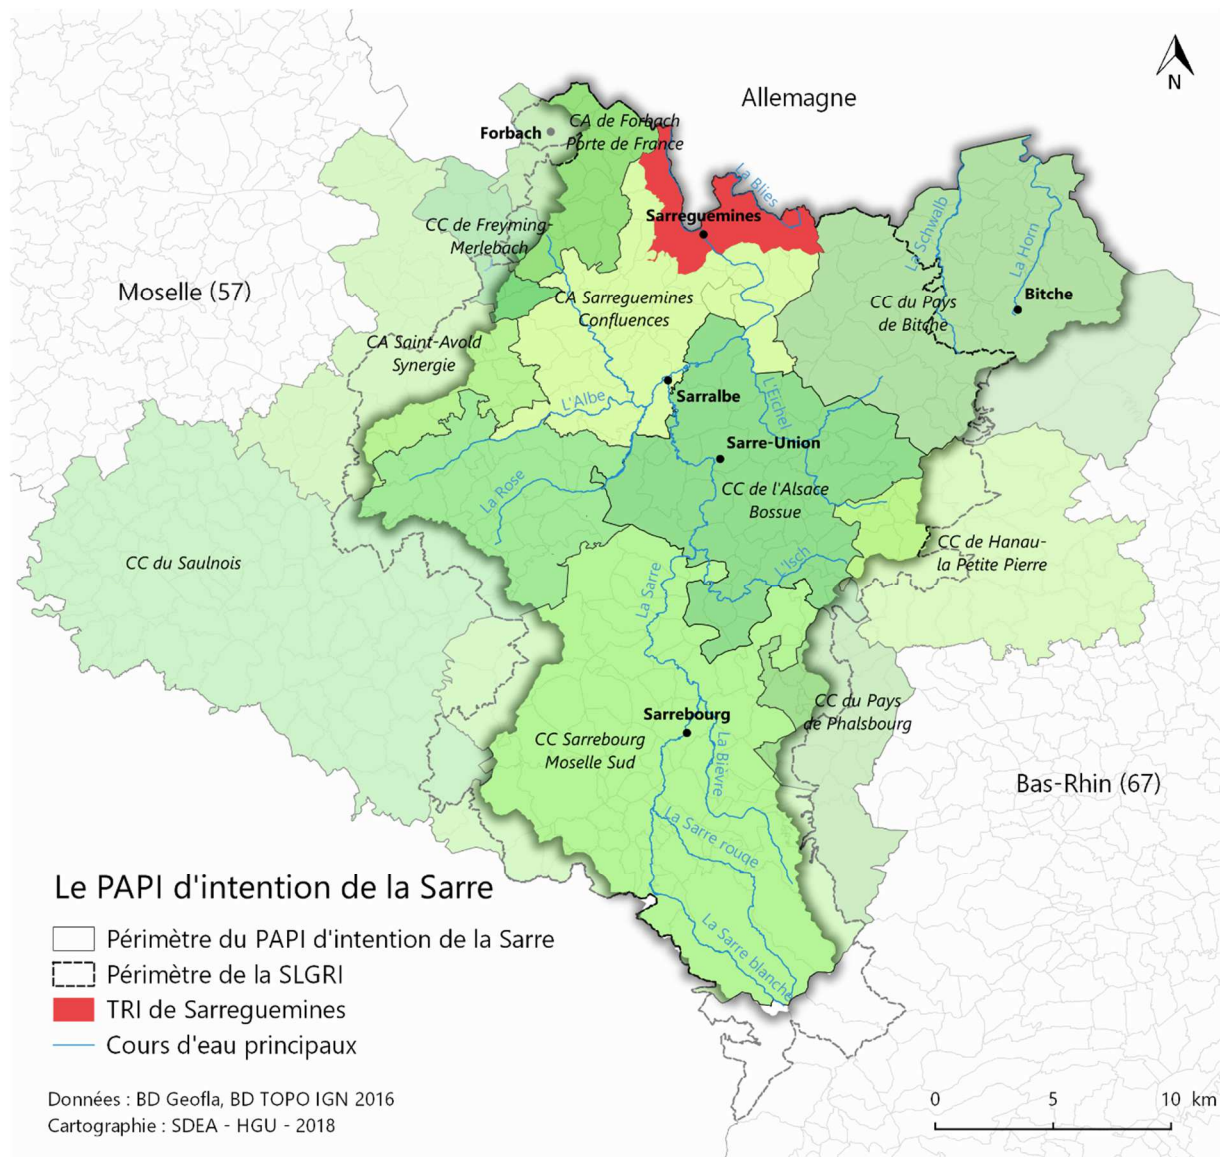 N
Allemagne
CA de Forbach
Porte de France
Forbach
La Blies
Sarreguemines
CC de Freyming-
Merlebach
La Schwalb
La Horn
Moselle (57)
Bitche
CC du Pays
de Bitche
CA Sarreguemines
Confluences
CA Saint-Avold
Synergie
L'Albe
Sarralbe
L'Eichel
Sarre-Union
La Rose
CC de l'Alsace
Bossue
CC de Hanau-
la Petite Pierre
CC du Saulnois
L'Isch
La Sarre
Sarrebourg
CC du Pays
de Phalsbourg
CC Sarrebourg
Moselle Sud
La Bièvre
Bas-Rhin (67)
La Sarre rouge
La Sarre blanche
Le PAPI d'intention de la Sarre
Périmètre du PAPI d'intention de la Sarre
Périmètre de la SLGRI
TRI de Sarreguemines
Cours d'eau principaux
Données : BD Geofla, BD TOPO IGN 2016
Cartographie : SDEA - HGU - 2018
0 5 10 km